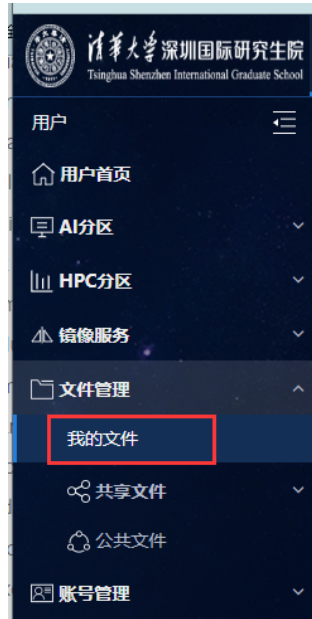 清华大学深圳国际研究生院
Tsinghua Shenzhen International Graduate School
用户
用户首页
AI分区
HPC分区
镜像服务
文件管理
我的文件
共享文件
公共文件
账号管理